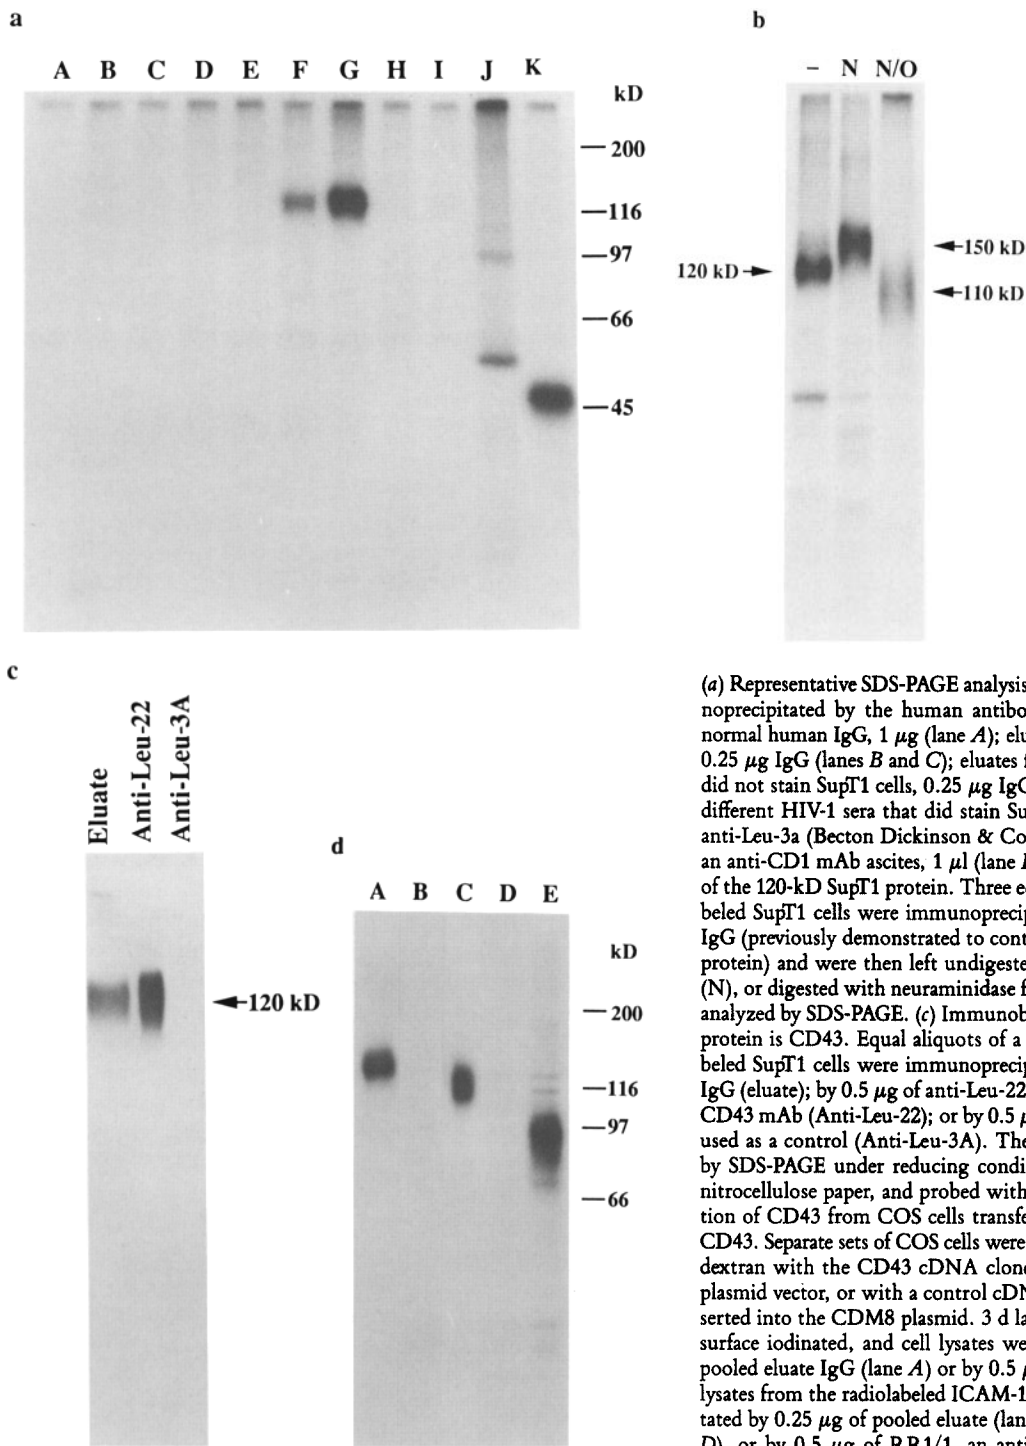 a
A B C D E F G H I J K
kD
200
116
97
66
45
b
– N N/O
120 kD
150 kD
110 kD
c
Eluate
Anti-Leu-22
Anti-Leu-3A
120 kD
d
A B C D E
kD
200
116
97
66
(a) Representative SDS-PAGE analysis
noprecipitated by the human antibo
normal human IgG, 1 μg (lane A); elu
0.25 μg IgG (lanes B and C); eluates f
did not stain SupT1 cells, 0.25 μg IgG
different HIV-1 sera that did stain Su
anti-Leu-3a (Becton Dickinson & Co
an anti-CD1 mAb ascites, 1 μl (lane
of the 120-kD SupT1 protein. Three e
beled SupT1 cells were immunoprecip
IgG (previously demonstrated to cont
protein) and were then left undigeste
(N), or digested with neuraminidase f
analyzed by SDS-PAGE. (c) Immunob
protein is CD43. Equal aliquots of a
beled SupT1 cells were immunoprecip
IgG (eluate); by 0.5 μg of anti-Leu-22
CD43 mAb (Anti-Leu-22); or by 0.5 μ
used as a control (Anti-Leu-3A). The
by SDS-PAGE under reducing condi
nitrocellulose paper, and probed with
tion of CD43 from COS cells transfe
CD43. Separate sets of COS cells were
dextran with the CD43 cDNA clone
plasmid vector, or with a control cDN
serted into the CDM8 plasmid. 3 d la
surface iodinated, and cell lysates we
pooled eluate IgG (lane A) or by 0.5 μ
lysates from the radiolabeled ICAM-1
tated by 0.25 μg of pooled eluate (lan
D), or by 0.5 μg of RR1/1, an anti